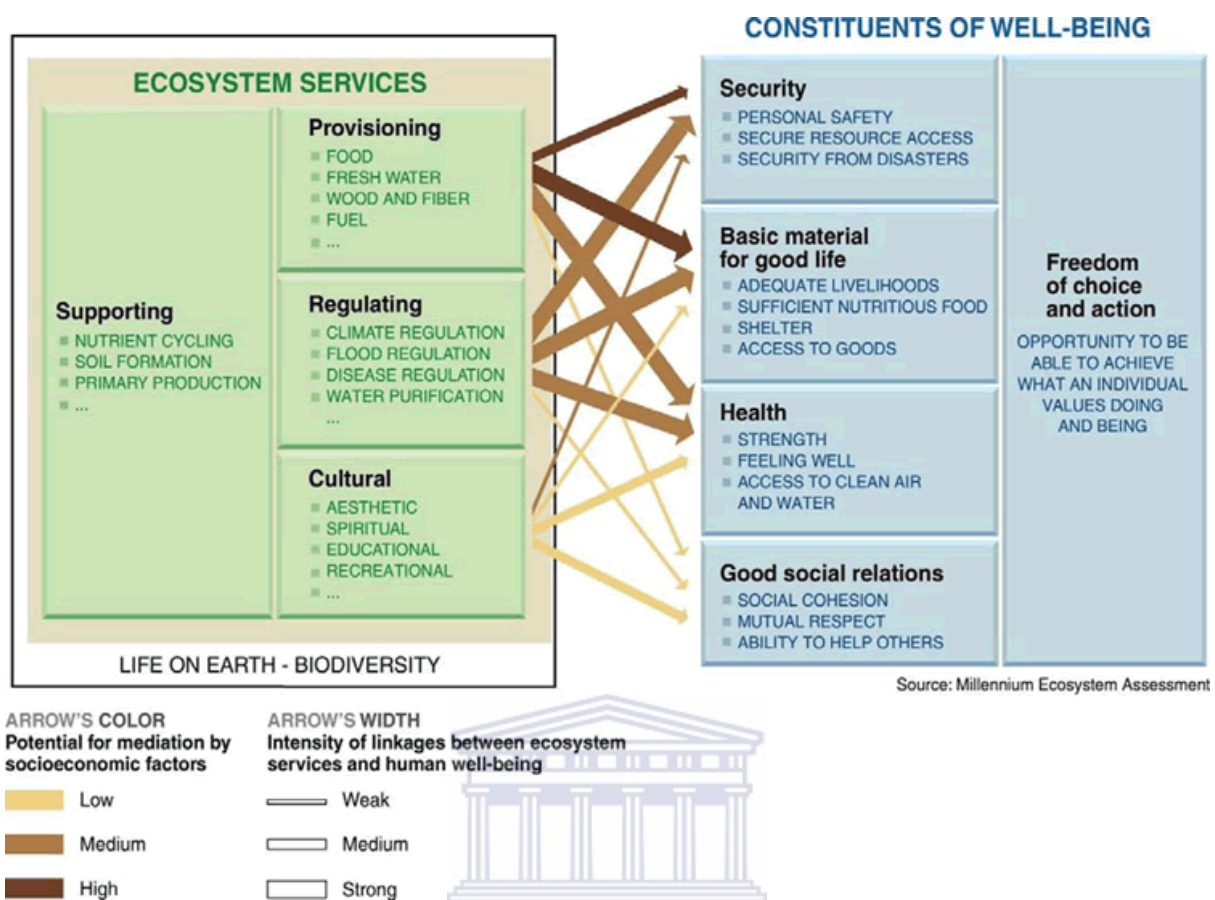 CONSTITUENTS OF WELL-BEING
ECOSYSTEM SERVICES
Supporting
NUTRIENT CYCLING
SOIL FORMATION
PRIMARY PRODUCTION
...
Provisioning
FOOD
FRESH WATER
WOOD AND FIBER
FUEL
...
Regulating
CLIMATE REGULATION
FLOOD REGULATION
DISEASE REGULATION
WATER PURIFICATION
...
Cultural
AESTHETIC
SPIRITUAL
EDUCATIONAL
RECREATIONAL
...
LIFE ON EARTH - BIODIVERSITY
Security
PERSONAL SAFETY
SECURE RESOURCE ACCESS
SECURITY FROM DISASTERS
Basic material
for good life
ADEQUATE LIVELIHOODS
SUFFICIENT NUTRITIOUS FOOD
SHELTER
ACCESS TO GOODS
Health
STRENGTH
FEELING WELL
ACCESS TO CLEAN AIR
AND WATER
Good social relations
SOCIAL COHESION
MUTUAL RESPECT
ABILITY TO HELP OTHERS
Freedom
of choice
and action
OPPORTUNITY TO BE
ABLE TO ACHIEVE
WHAT AN INDIVIDUAL
VALUES DOING
AND BEING
Source: Millennium Ecosystem Assessment
ARROW'S COLOR
Potential for mediation by
socioeconomic factors
Low
Medium
High
ARROW'S WIDTH
Intensity of linkages between ecosystem
services and human well-being
Weak
Medium
Strong